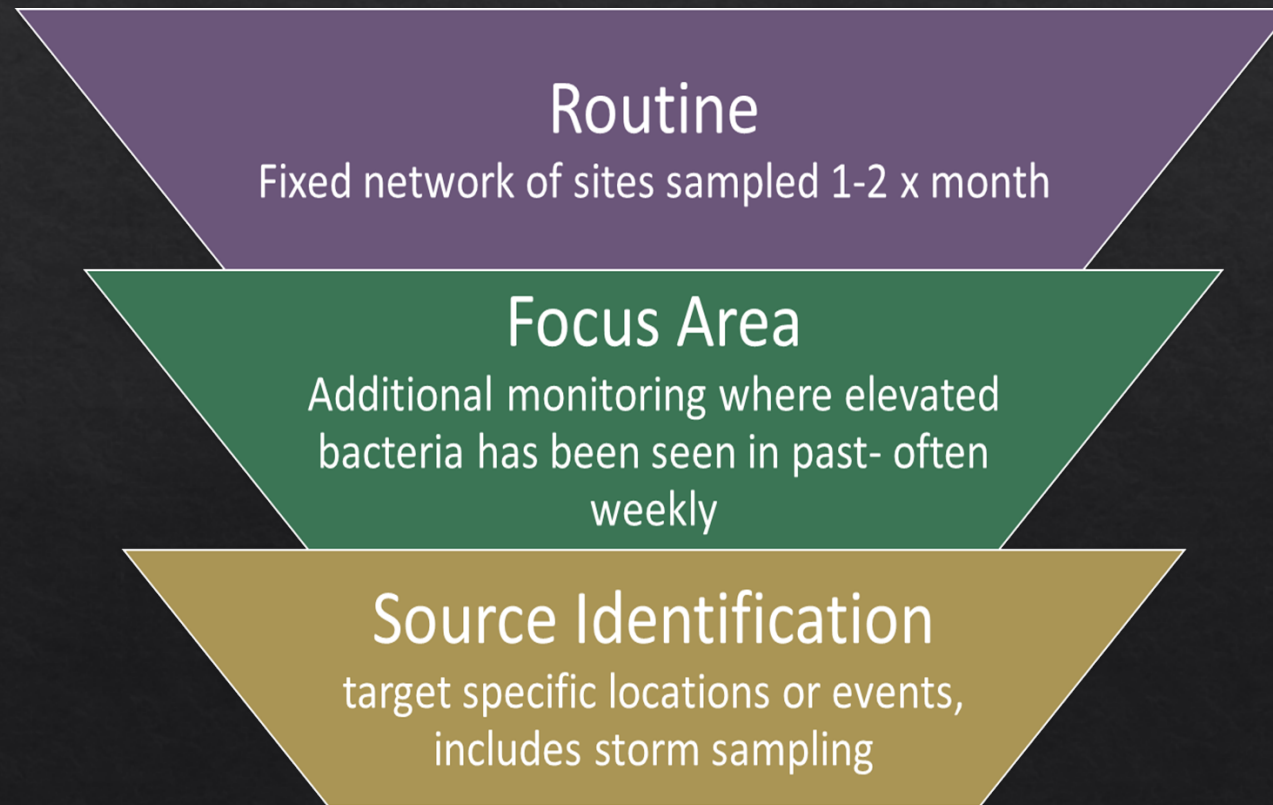 Routine
Fixed network of sites sampled 1-2 x month
Focus Area
Additional monitoring where elevated
bacteria has been seen in past- often
weekly
Source Identification
target specific locations or events,
includes storm sampling